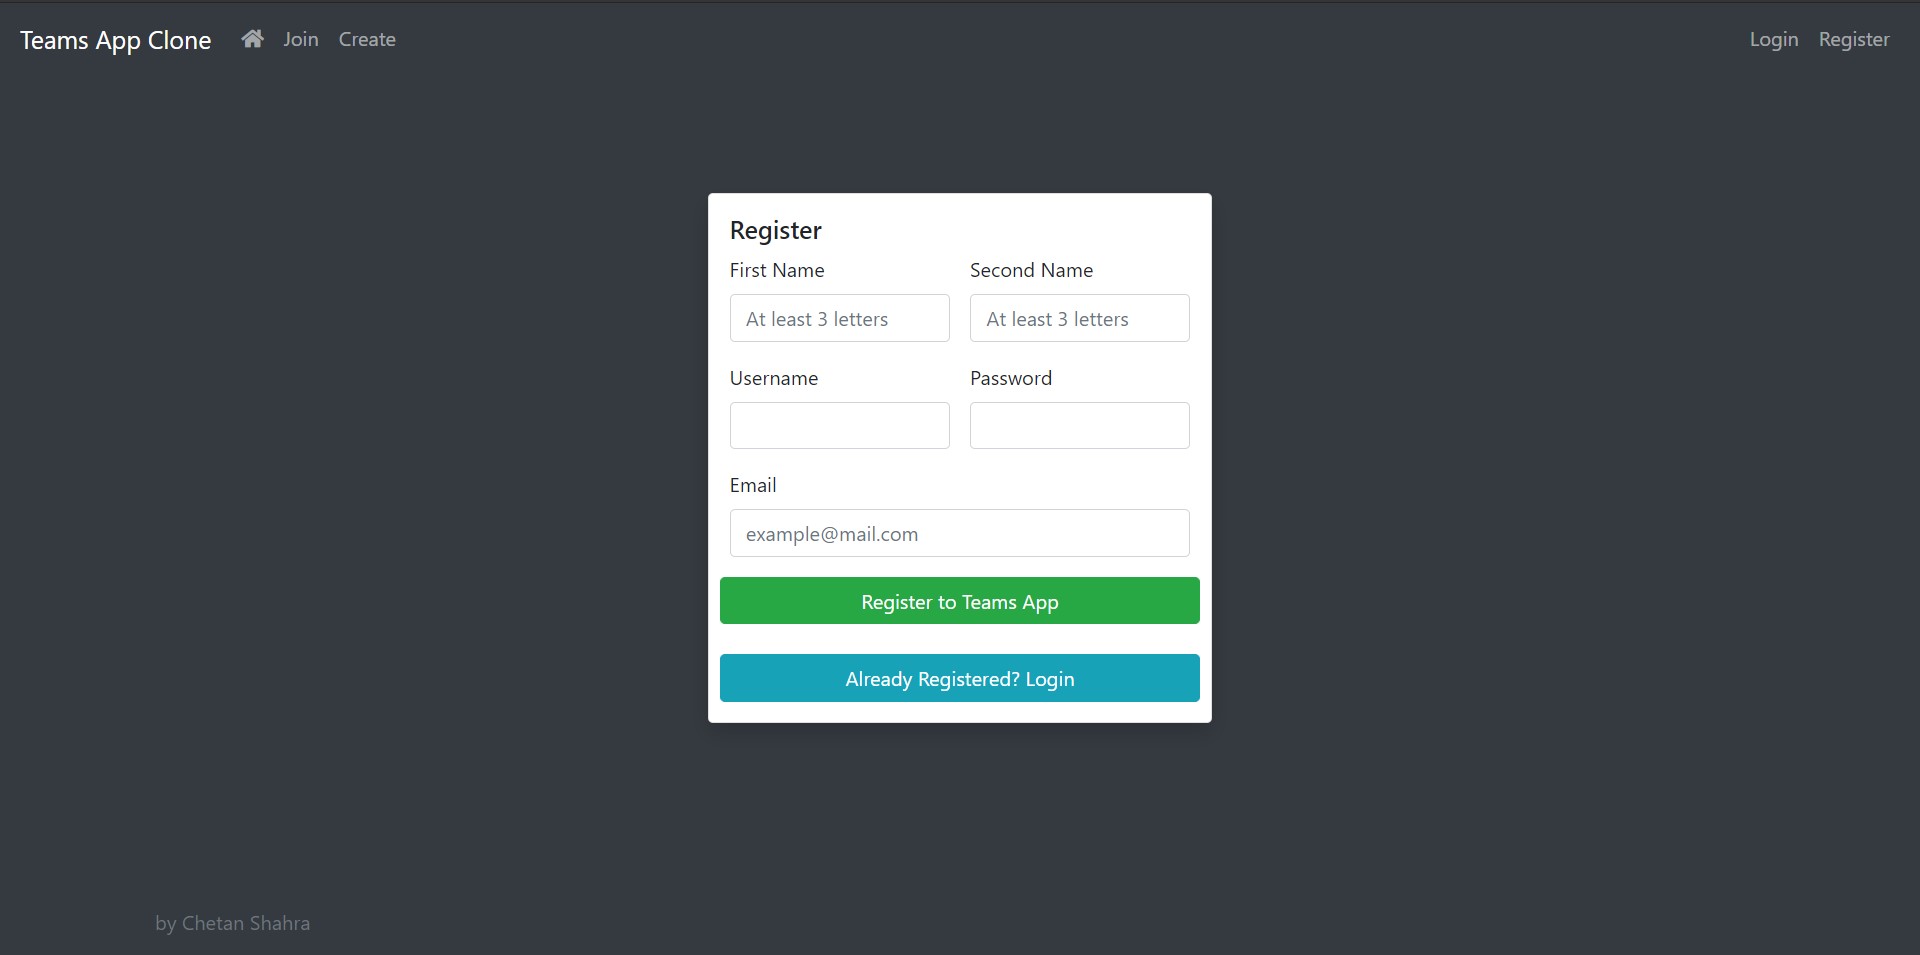 Teams App Clone Join Create Login Register
Register
First Name Second Name
At least 3 letters At least 3 letters
Username Password
Email
example@mail.com
Register to Teams App
Already Registered? Login
by Chetan Shahra